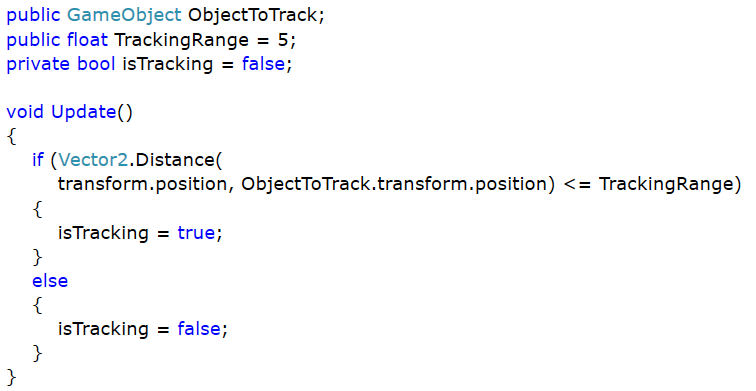 public GameObject ObjectToTrack;
public float TrackingRange = 5;
private bool isTracking = false;

void Update()
{
if (Vector2.Distance(
transform.position, ObjectToTrack.transform.position) <= TrackingRange)
{
isTracking = true;
}
else
{
isTracking = false;
}
}